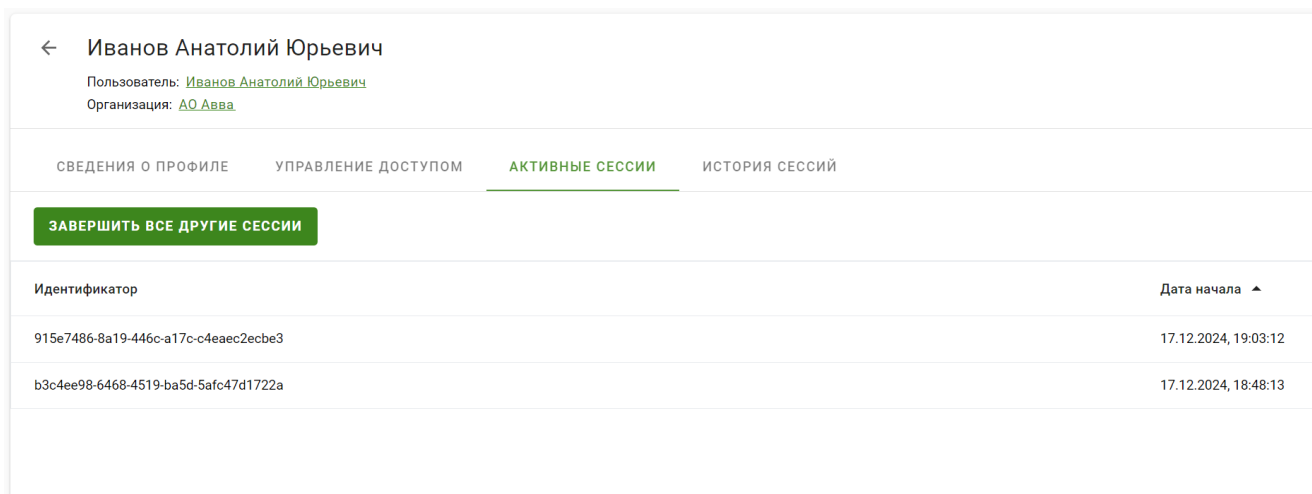 Иванов Анатолий Юрьевич
Пользователь: Иванов Анатолий Юрьевич
Организация: АО Авва
СВЕДЕНИЯ О ПРОФИЛЕ УПРАВЛЕНИЕ ДОСТУПОМ АКТИВНЫЕ СЕССИИ ИСТОРИЯ СЕССИЙ
ЗАВЕРШИТЬ ВСЕ ДРУГИЕ СЕССИИ
Идентификатор Дата начала
915e7486-8a19-446c-a17c-c4eaec2ecbe3 17.12.2024, 19:03:12
b3c4ee98-6468-4519-ba5d-5afc47d1722a 17.12.2024, 18:48:13